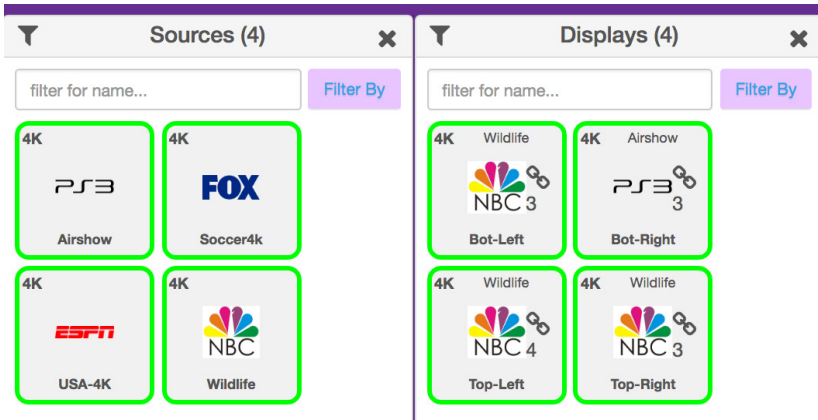 Sources (4)
filter for name...
Filter By
4K
PS3
Airshow
4K
FOX
Soccer4k
4K
ESPN
USA-4K
4K
NBC
Wildlife
Displays (4)
filter for name...
Filter By
4K Wildlife
NBC 3
Bot-Left
4K Airshow
PS3
3
Bot-Right
4K Wildlife
NBC 4
Top-Left
4K Wildlife
NBC 3
Top-Right